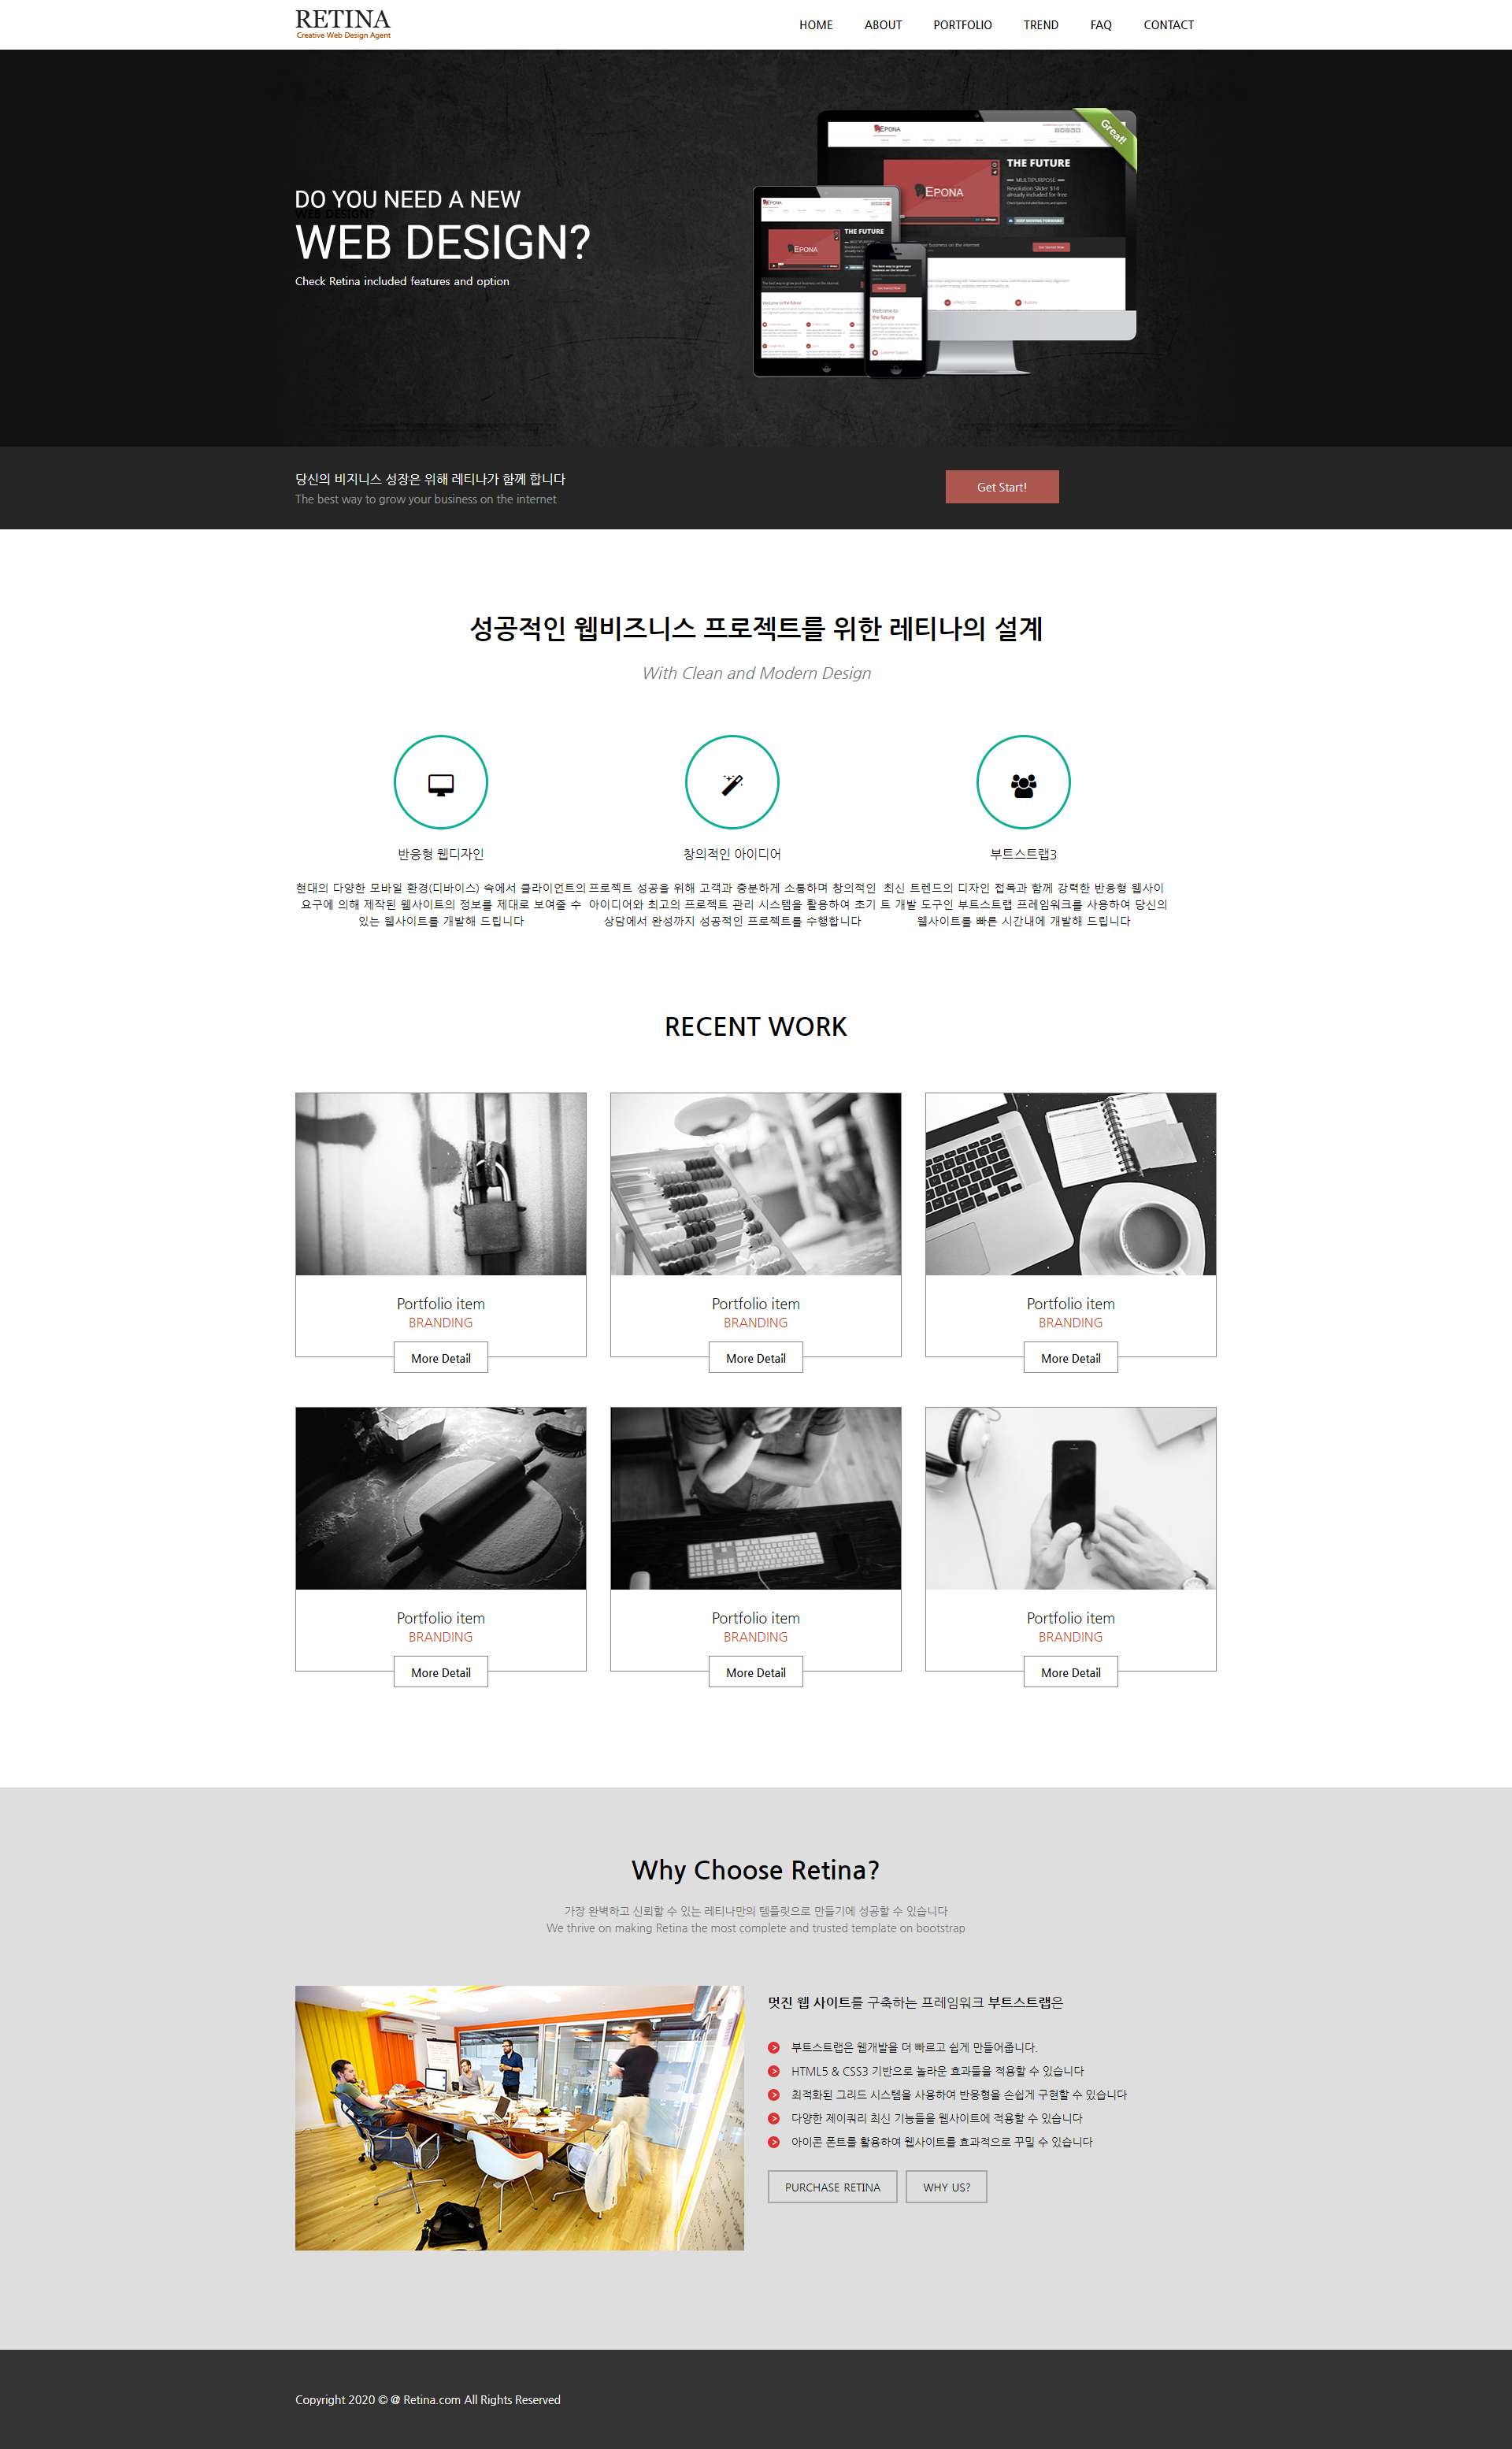 RETINA
Creative Web Design Agent
HOME ABOUT PORTFOLIO TREND FAQ CONTACT
Great!
EPONA
THE FUTURE
MULTIPURPOSE
Revolution Slider $14
already included for free
EPONA
DO YOU NEED A NEW
WEB DESIGN?
WEB DESIGN?
Check Retina included features and option
EPONA
THE FUTURE
EPONA
The best way to grow your
business on the internet
Welcome to
the future
Welcome to the future
당신의 비지니스 성장은 위해 레티나가 함께 합니다
The best way to grow your business on the internet
Get Start!
성공적인 웹비즈니스 프로젝트를 위한 레티나의 설계
With Clean and Modern Design
반응형 웹디자인
현대의 다양한 모바일 환경(디바이스) 속에서 클라이언트의
요구에 의해 제작된 웹사이트의 정보를 제대로 보여줄 수
있는 웹사이트를 개발해 드립니다
창의적인 아이디어
프로젝트 성공을 위해 고객과 충분하게 소통하며 창의적인
아이디어와 최고의 프로젝트 관리 시스템을 활용하여 초기
상담에서 완성까지 성공적인 프로젝트를 수행합니다
부트스트랩3
최신 트렌드의 디자인 접목과 함께 강력한 반응형 웹사이
트 개발 도구인 부트스트랩 프레임워크를 사용하여 당신의
웹사이트를 빠른 시간내에 개발해 드립니다
RECENT WORK
Portfolio item
BRANDING
More Detail
Portfolio item
BRANDING
More Detail
Portfolio item
BRANDING
More Detail
Portfolio item
BRANDING
More Detail
Portfolio item
BRANDING
More Detail
Portfolio item
BRANDING
More Detail
Why Choose Retina?
가장 완벽하고 신뢰할 수 있는 레티나만의 템플릿으로 만들기에 성공할 수 있습니다
We thrive on making Retina the most complete and trusted template on bootstrap
멋진 웹 사이트를 구축하는 프레임워크 부트스트랩은
부트스트랩은 웹개발을 더 빠르고 쉽게 만들어줍니다.
HTML5 & CSS3 기반으로 놀라운 효과들을 적용할 수 있습니다
최적화된 그리드 시스템을 사용하여 반응형을 손쉽게 구현할 수 있습니다
다양한 제이쿼리 최신 기능들을 웹사이트에 적용할 수 있습니다
아이콘 폰트를 활용하여 웹사이트를 효과적으로 꾸밀 수 있습니다
PURCHASE RETINA
WHY US?
Copyright 2020 © @ Retina.com All Rights Reserved